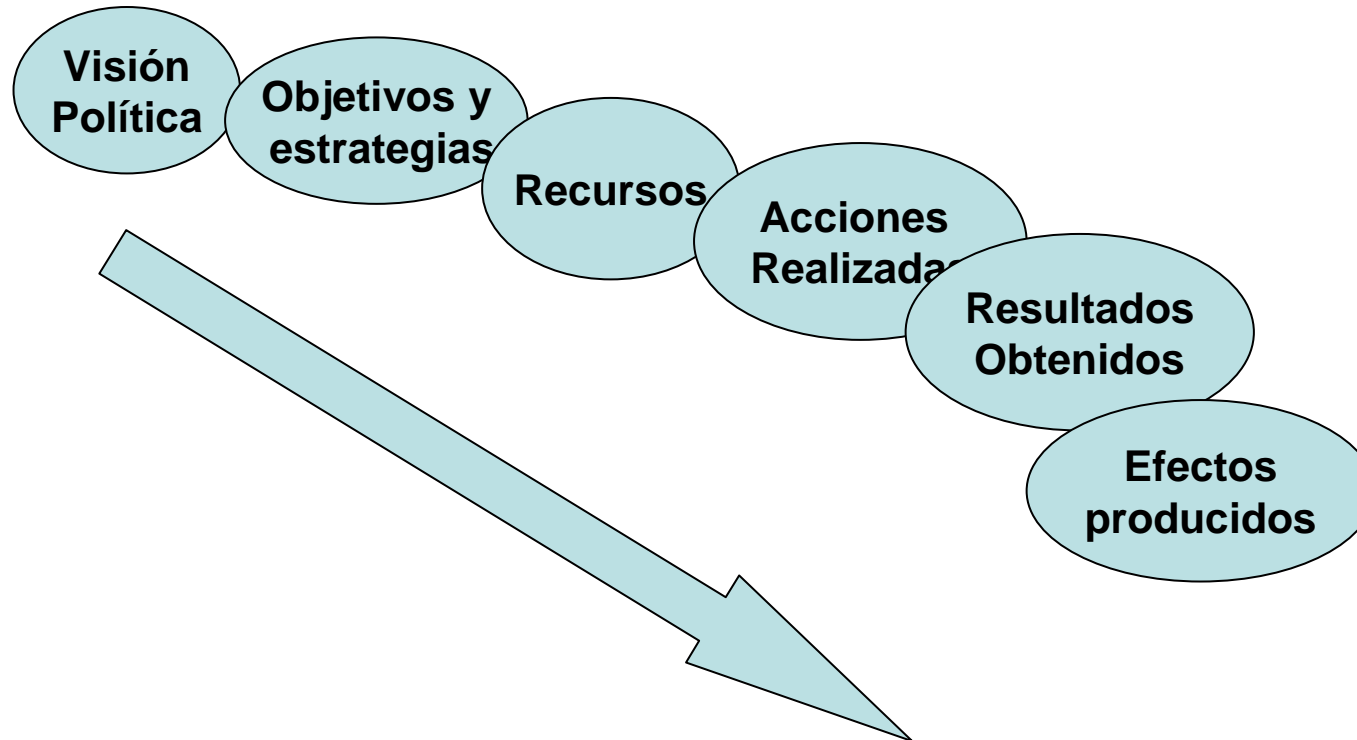 Visión
Política
Objetivos y
estrategias
Recursos
Acciones
Realizadas
Resultados
Obtenidos
Efectos
producidos